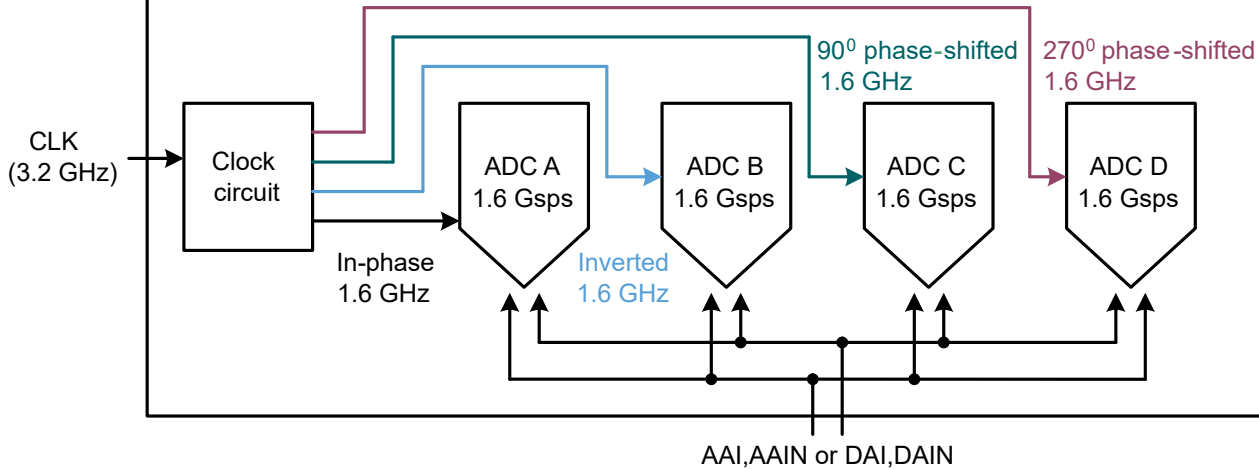 90⁰ phase-shifted
1.6 GHz
270⁰ phase-shifted
1.6 GHz
CLK
(3.2 GHz)
Clock
circuit
ADC A
1.6 Gsps
ADC B
1.6 Gsps
ADC C
1.6 Gsps
ADC D
1.6 Gsps
In-phase
1.6 GHz
Inverted
1.6 GHz
AAI,AAIN or DAI,DAIN